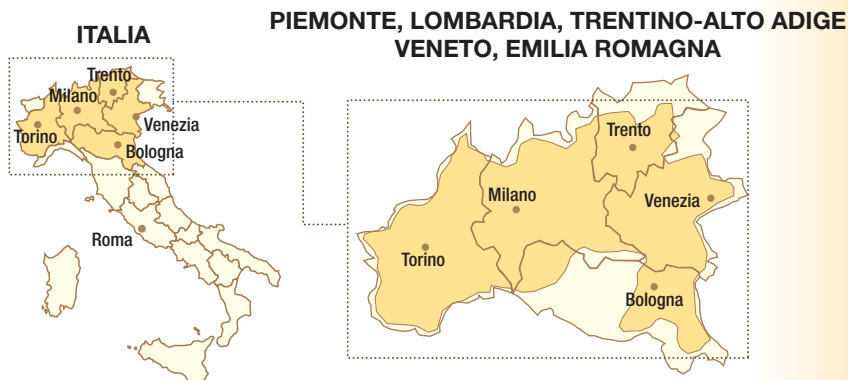 ITALIA
PIEMONTE, LOMBARDIA, TRENTINO-ALTO ADIGE
VENETO, EMILIA ROMAGNA
Trento
Milano
Torino
Venezia
Bologna
Roma
Trento
Milano
Venezia
Torino
Bologna